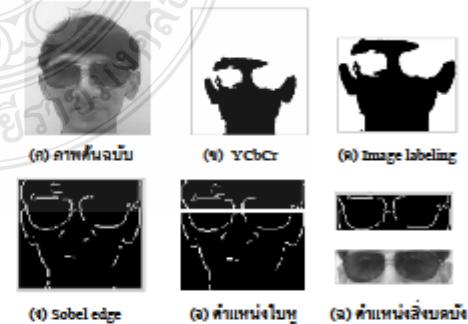 (ก) ภาพต้นฉบับ
(ข) YCbCr
(ค) Image labeling
(ง) Sobel edge
(จ) ตำแหน่งใบหู
(ฉ) ตำแหน่งสิ่งบดบัง